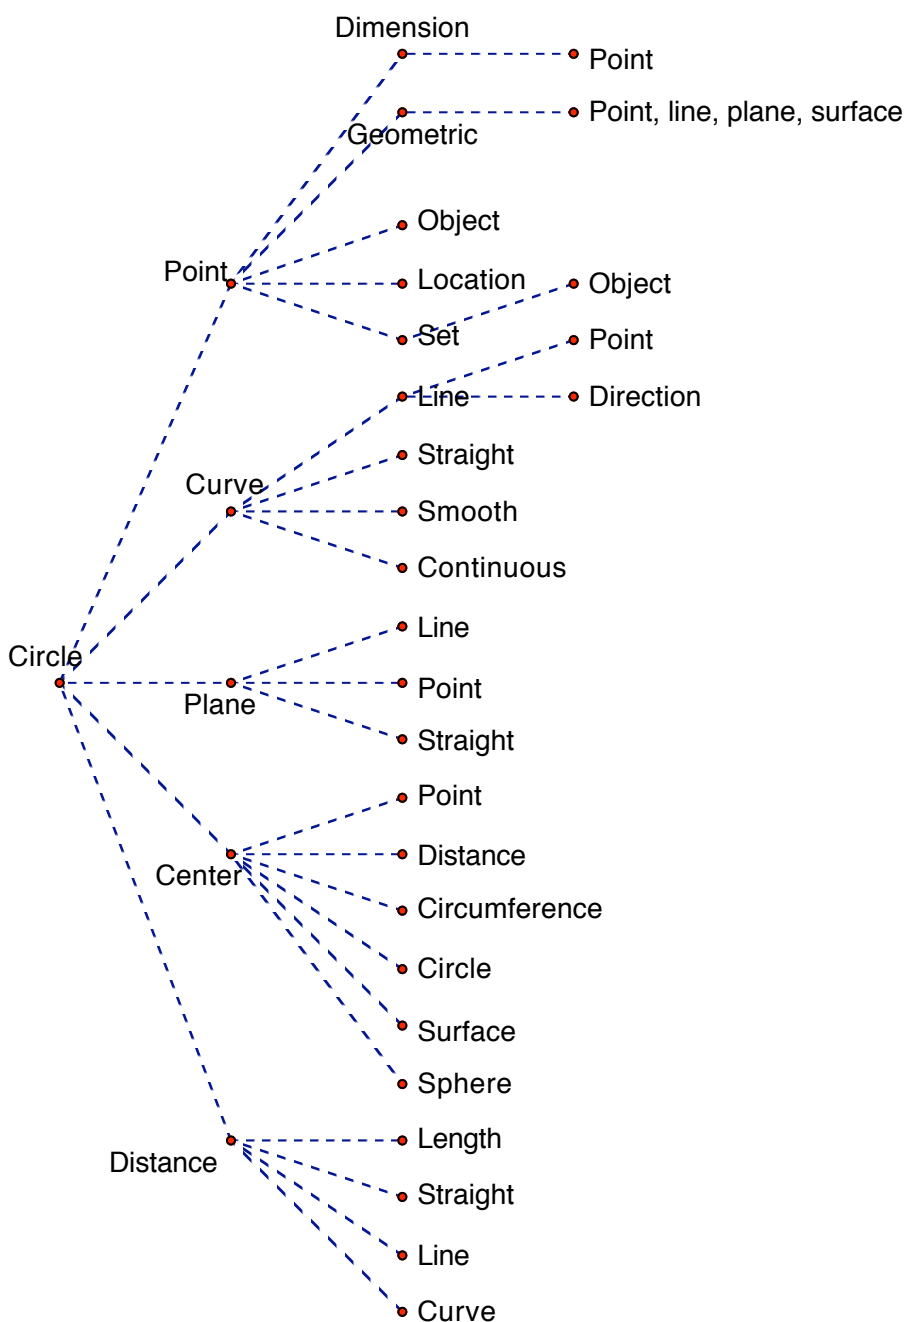 Dimension
Point
Point, line, plane, surface
Geometric
Object
Point
Location
Object
Set
Point
Line
Direction
Straight
Curve
Smooth
Continuous
Line
Circle
Point
Plane
Straight
Point
Distance
Center
Circumference
Circle
Surface
Sphere
Length
Distance
Straight
Line
Curve